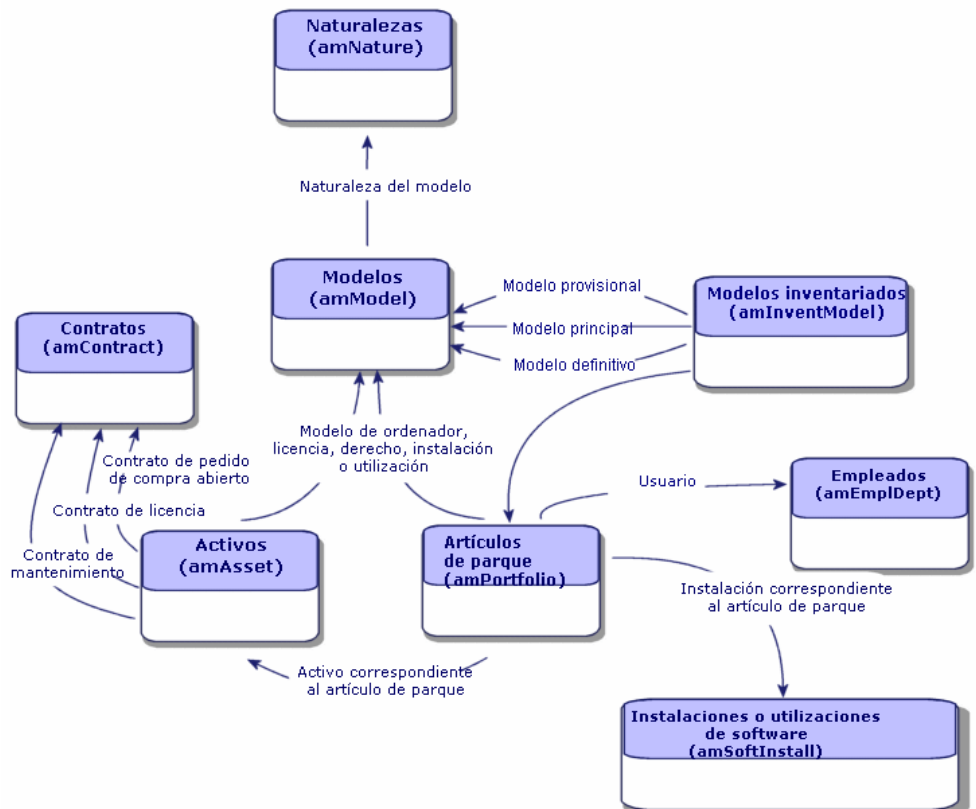 Naturalezas
(amNature)
Naturaleza del modelo
Modelos
(amModel)
Modelo provisional
Modelo principal
Modelo definitivo
Modelos inventariados
(amInventModel)
Contratos
(amContract)
Modelo de ordenador,
licencia, derecho, instalación
o utilización
Contrato de pedido
de compra abierto
Contrato de licencia
Contrato de
mantenimiento
Usuario
Empleados
(amEmplDept)
Activos
(amAsset)
Artículos
de parque
(amPortfolio)
Instalación correspondiente
al artículo de parque
Activo correspondiente
al artículo de parque
Instalaciones o utilizaciones
de software
(amSoftInstall)